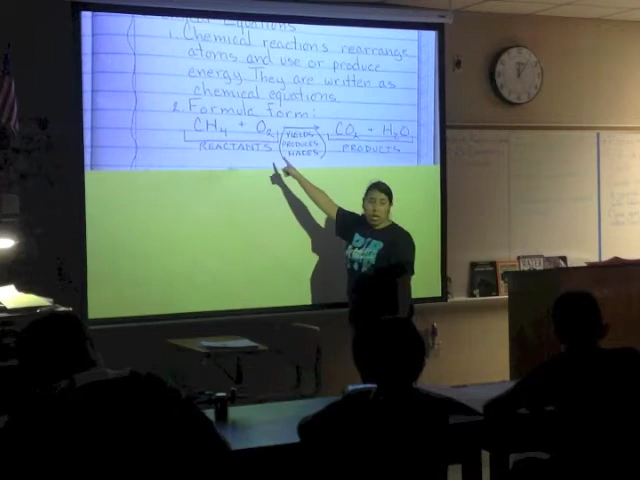 Equations
1. Chemical reactions rearrange
atoms and use or produce
energy. They are written as
chemical equations.
2. Formula form:
CH4 + O2 (YIELDS PRODUCES MAKES) CO2 + H2O
REACTANTS PRODUCTS